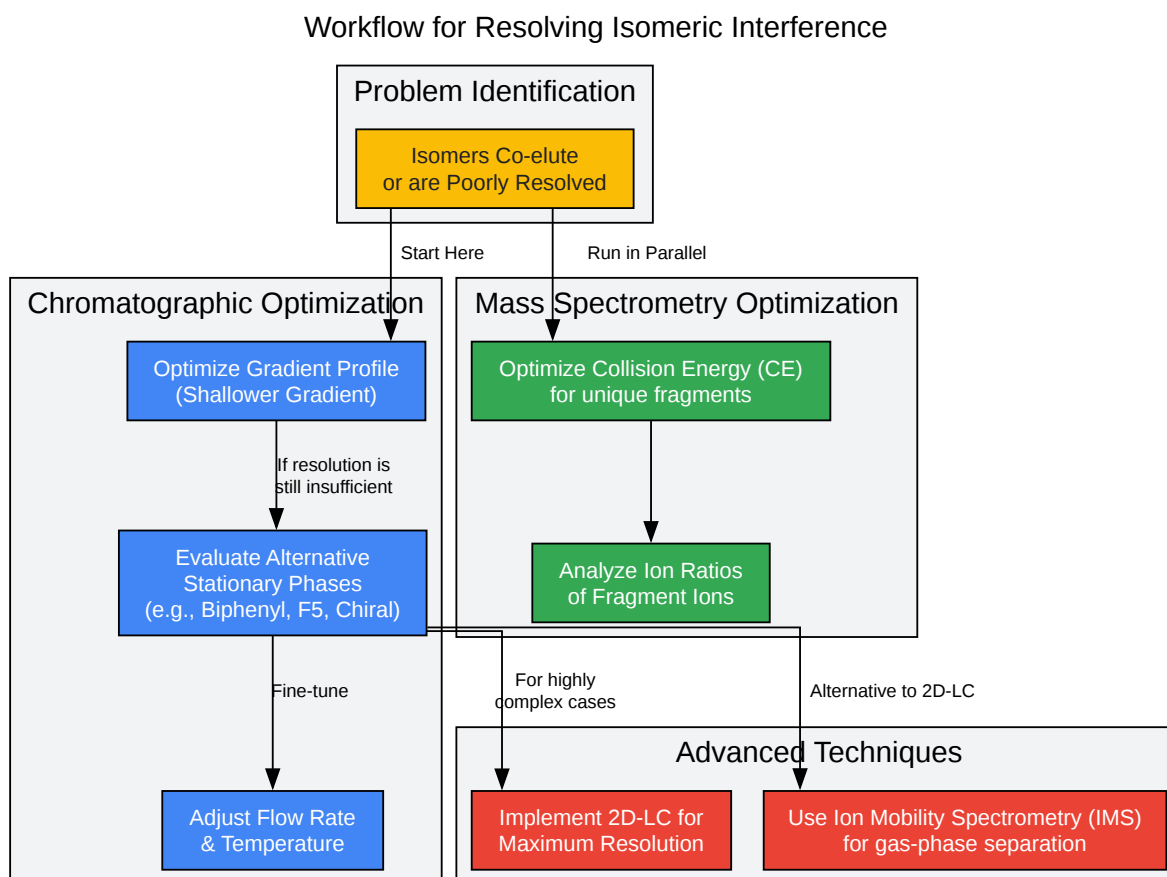 Workflow for Resolving Isomeric Interference
Problem Identification
Isomers Co-elute
or are Poorly Resolved
Start Here
Run in Parallel
Chromatographic Optimization
Mass Spectrometry Optimization
Optimize Gradient Profile
(Shallower Gradient)
Optimize Collision Energy (CE)
for unique fragments
If resolution is
still insufficient
Evaluate Alternative
Stationary Phases
(e.g., Biphenyl, F5, Chiral)
Analyze Ion Ratios
of Fragment Ions
Fine-tune
For highly
complex cases
Alternative to 2D-LC
Advanced Techniques
Adjust Flow Rate
& Temperature
Implement 2D-LC for
Maximum Resolution
Use Ion Mobility Spectrometry (IMS)
for gas-phase separation